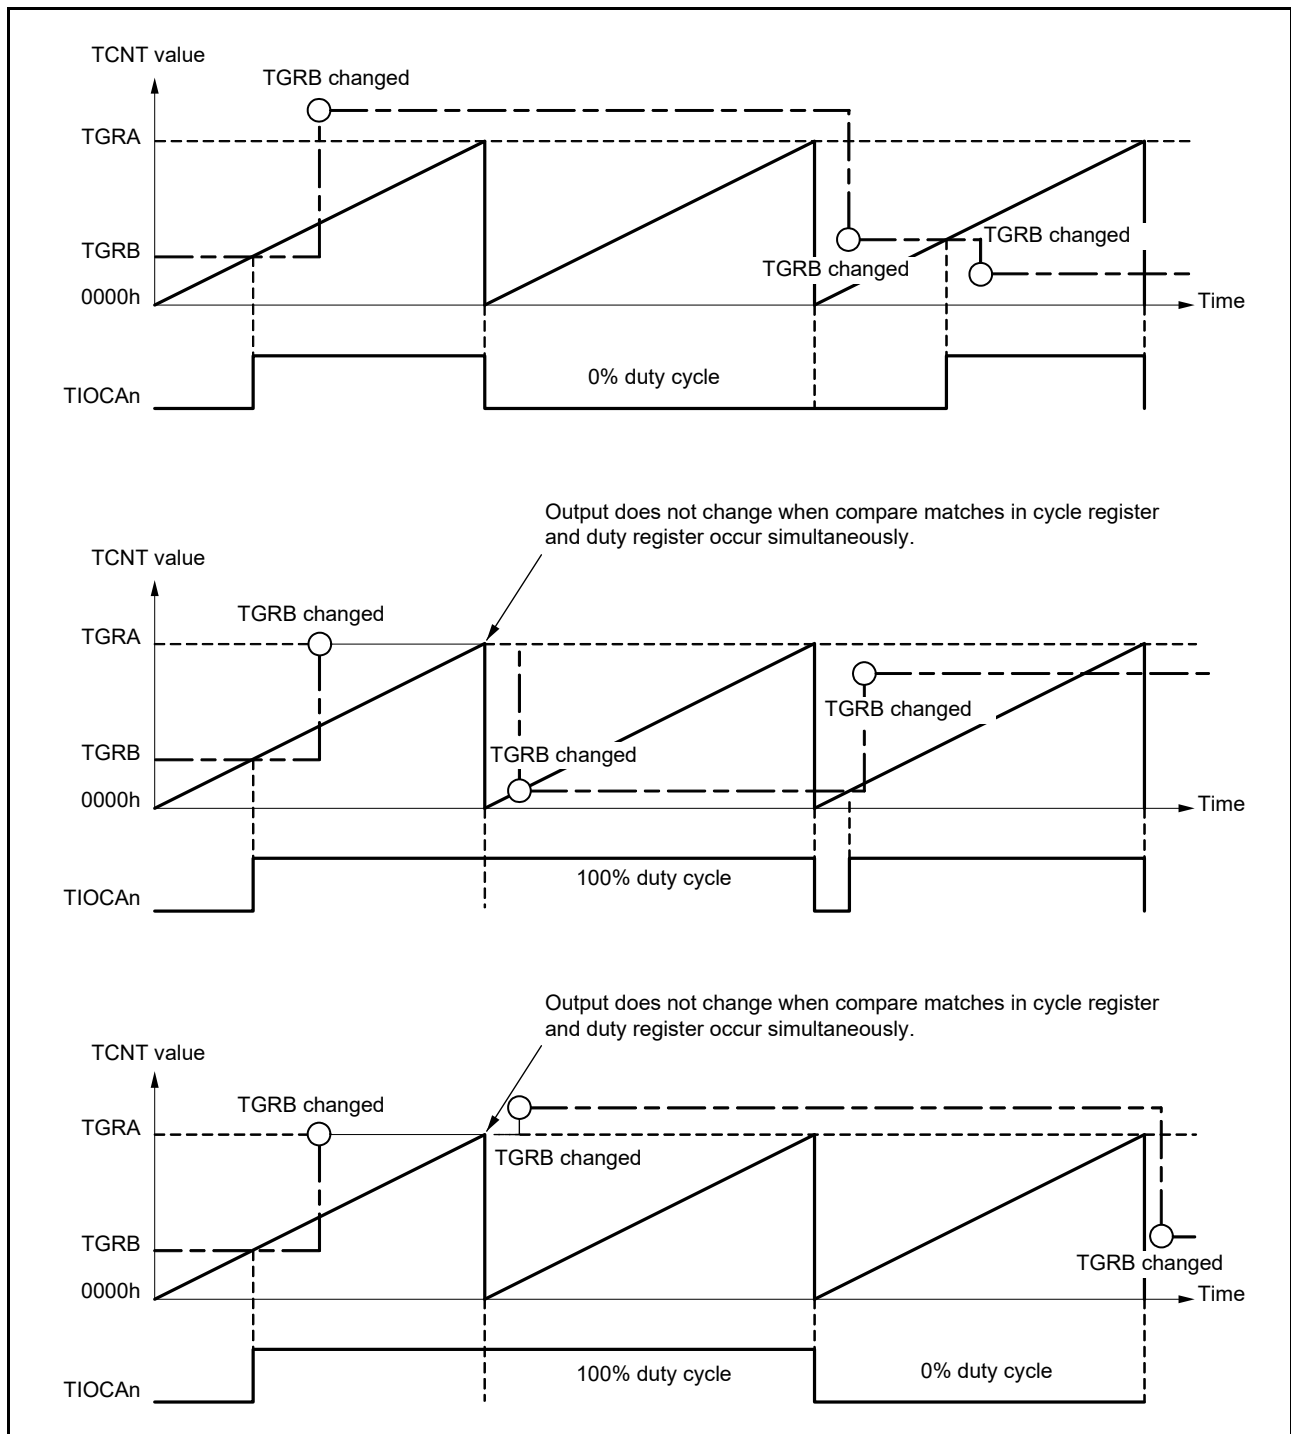 TCNT value
TGRB changed
TGRA
TGRB
TGRB changed
TGRB changed
0000h
Time
0% duty cycle
TIOCAn
Output does not change when compare matches in cycle register
and duty register occur simultaneously.
TCNT value
TGRB changed
TGRA
TGRB changed
TGRB
TGRB changed
0000h
Time
100% duty cycle
TIOCAn
Output does not change when compare matches in cycle register
and duty register occur simultaneously.
TCNT value
TGRB changed
TGRA
TGRB changed
TGRB
TGRB changed
0000h
Time
100% duty cycle
0% duty cycle
TIOCAn